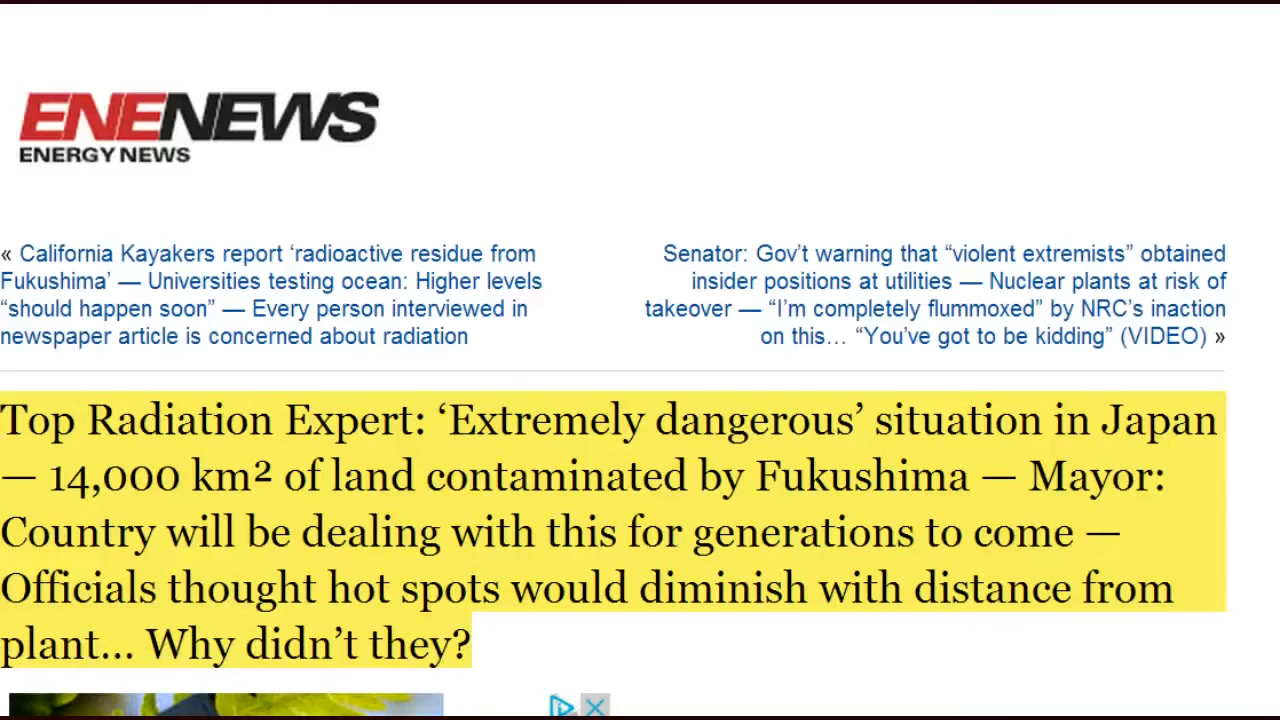 ENENEWS
ENERGY NEWS
« California Kayakers report ‘radioactive residue from
Fukushima’ — Universities testing ocean: Higher levels
“should happen soon” — Every person interviewed in
newspaper article is concerned about radiation
Senator: Gov’t warning that “violent extremists” obtained
insider positions at utilities — Nuclear plants at risk of
takeover — “I’m completely flummoxed” by NRC’s inaction
on this… “You’ve got to be kidding” (VIDEO) »
Top Radiation Expert: ‘Extremely dangerous’ situation in Japan
— 14,000 km² of land contaminated by Fukushima — Mayor:
Country will be dealing with this for generations to come —
Officials thought hot spots would diminish with distance from
plant… Why didn’t they?